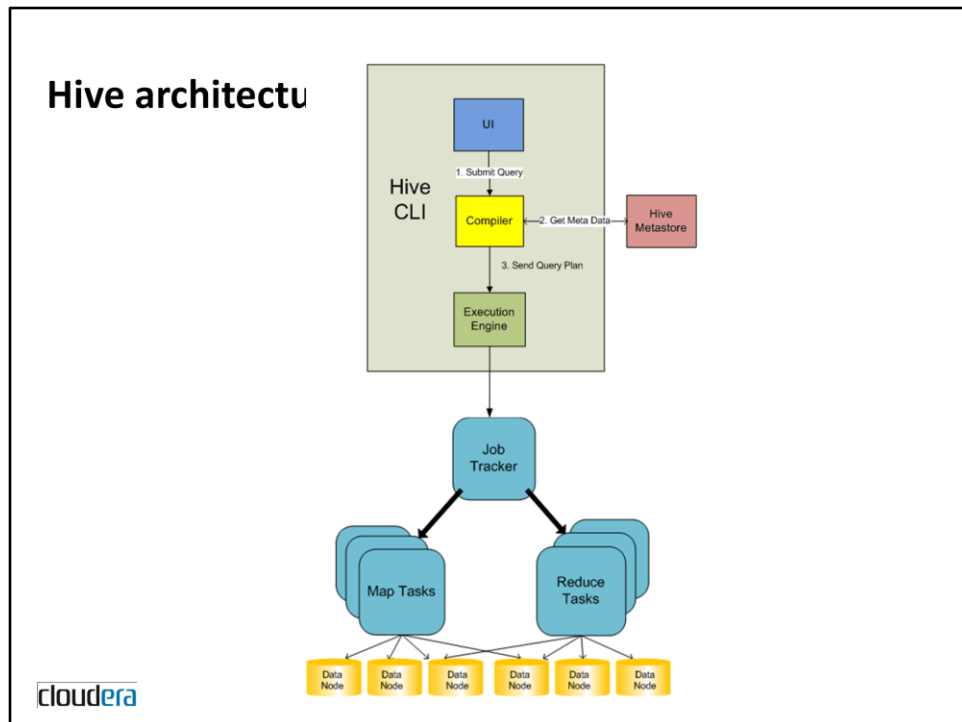 Hive architectu
UI
1. Submit Query
Hive
CLI
Compiler
2. Get Meta Data
Hive
Metastore
3. Send Query Plan
Execution
Engine
Job
Tracker
Map Tasks
Reduce
Tasks
Data
Node
Data
Node
Data
Node
Data
Node
Data
Node
Data
Node
cloudera